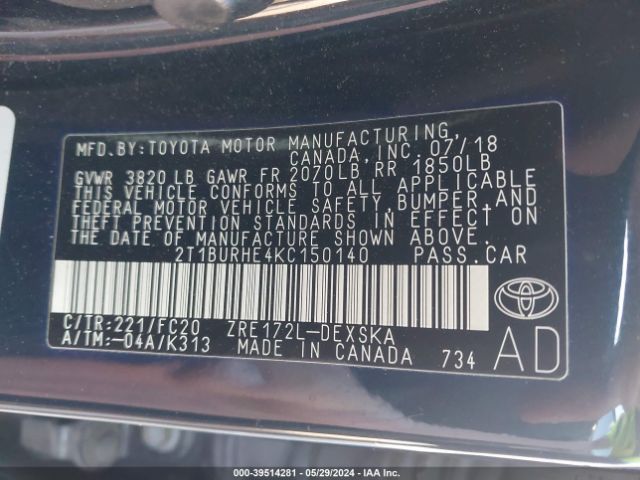 MFD.BY:TOYOTA MOTOR MANUFACTURING,
CANADA, INC. 07/18
GVWR 3820 LB GAWR FR 2070LB RR 1850LB
THIS VEHICLE CONFORMS TO ALL APPLICABLE
FEDERAL MOTOR VEHICLE SAFETY,BUMPER,AND
THEFT PREVENTION STANDARDS IN EFFECT ON
THE DATE OF MANUFACTURE SHOWN ABOVE.
2T1BURHE4KC150140 PASS.CAR
C/TR:221/FC20 ZRE172L-DEXSKA
A/TM:-04A/K313 MADE IN CANADA 734
AD
000-39514281 - 05/29/2024 - IAA Inc.